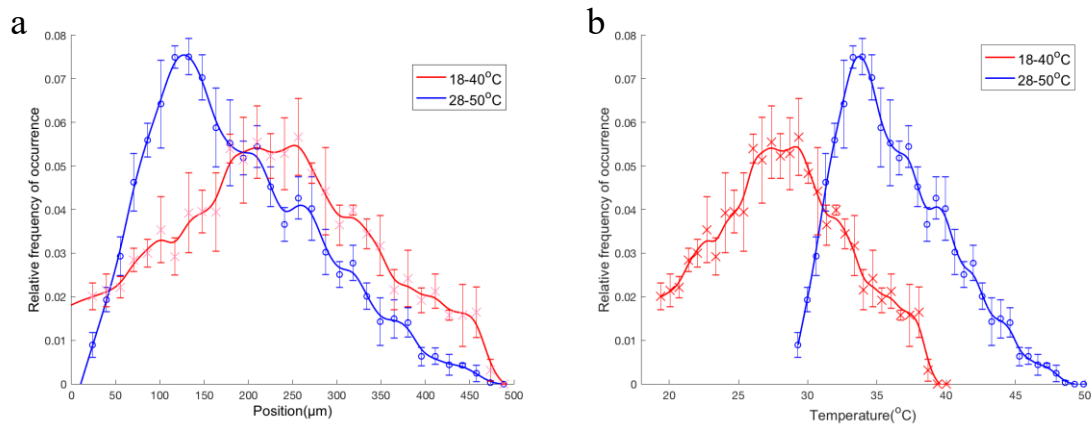 a
0.08
0.07
0.06
0.05
0.04
0.03
0.02
0.01
0
Relative frequency of occurrence
0 50 100 150 200 250 300 350 400 450 500
Position(µm)
18-40°C
28-50°C
b
0.08
0.07
0.06
0.05
0.04
0.03
0.02
0.01
0
Relative frequency of occurrence
20 25 30 35 40 45 50
Temperature(°C)
18-40°C
28-50°C